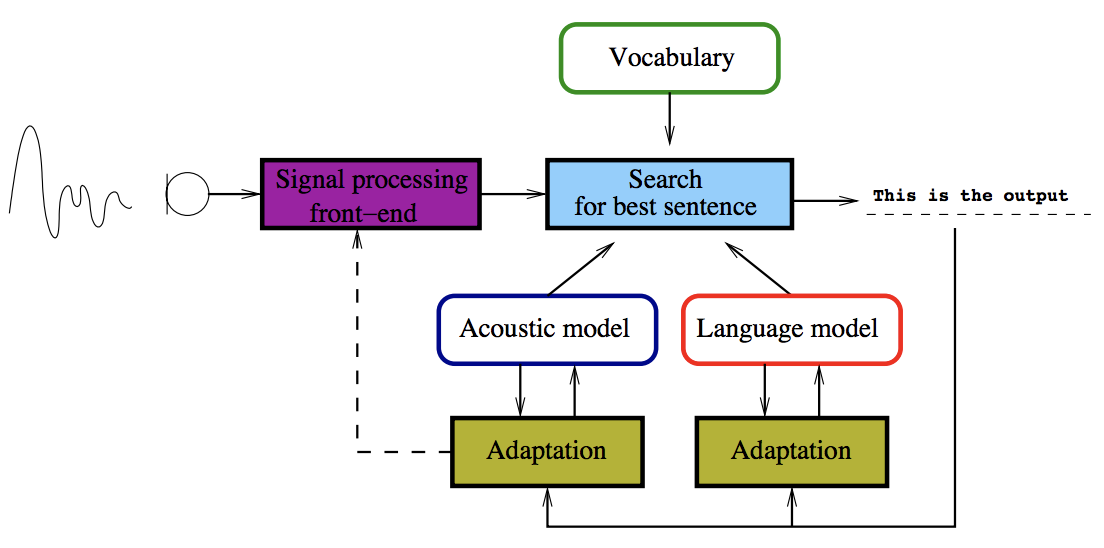 Vocabulary
Signal processing
front–end
Search
for best sentence
This is the output
Acoustic model
Language model
Adaptation
Adaptation